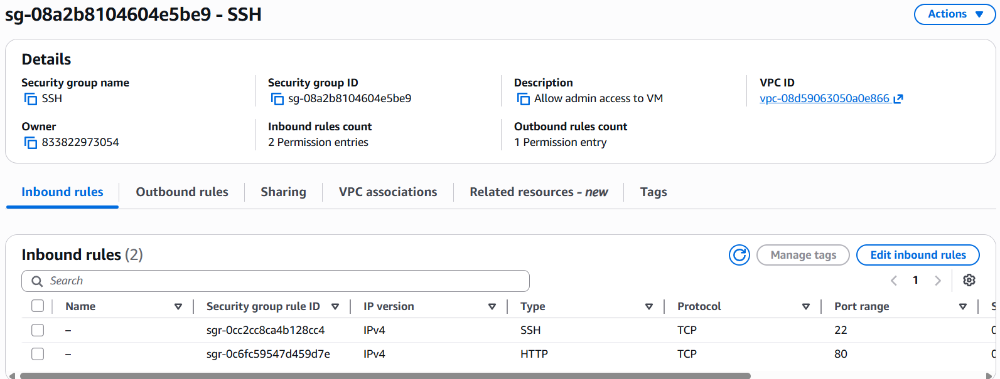 sg-08a2b8104604e5be9 - SSH
Actions
Details
Security group name
SSH
Security group ID
sg-08a2b8104604e5be9
Description
Allow admin access to VM
VPC ID
vpc-08d59063050a0e866
Owner
833822973054
Inbound rules count
2 Permission entries
Outbound rules count
1 Permission entry
Inbound rules Outbound rules Sharing VPC associations Related resources - new Tags
Inbound rules (2)
Manage tags
Edit inbound rules
Search
1
Name Security group rule ID IP version Type Protocol Port range
– sgr-0cc2cc8ca4b128cc4 IPv4 SSH TCP 22
– sgr-0c6fc59547d459d7e IPv4 HTTP TCP 80